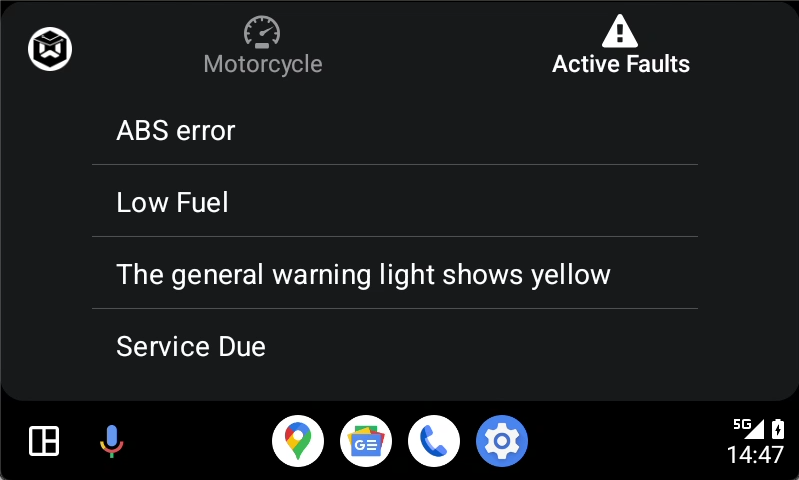 Motorcycle
Active Faults
ABS error
Low Fuel
The general warning light shows yellow
Service Due
5G
14:47